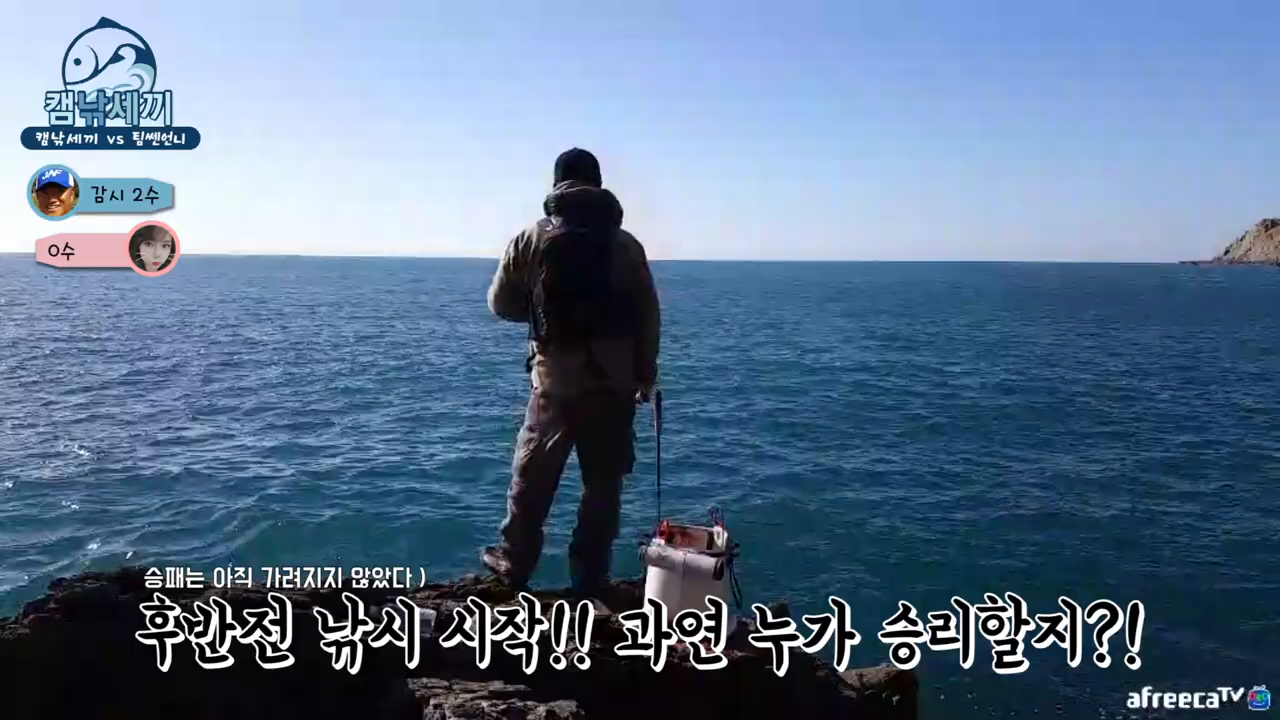 캠낚세끼
캠낚세끼 vs 팀쎈언니
JAF
감시 2수
0수
승패는 아직 가려지지 않았다)
후반전 낚시 시작!! 과연 누가 승리할지?!
afreecaTV